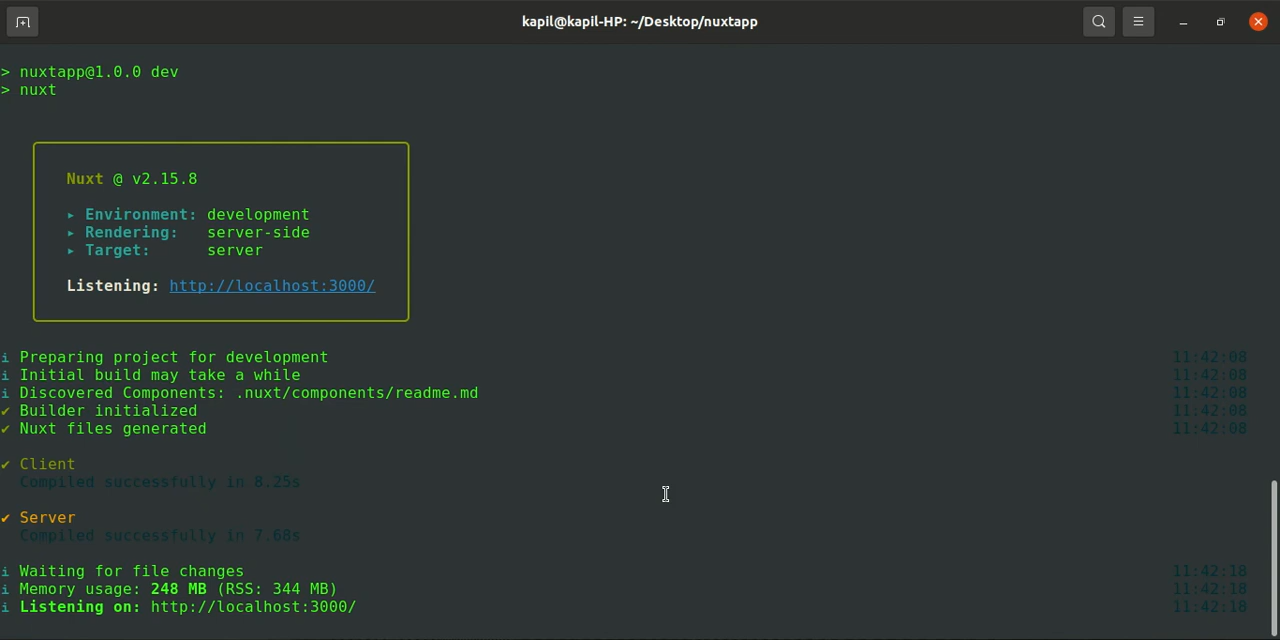 kapil@kapil-HP: ~/Desktop/nuxtapp
> nuxtapp@1.0.0 dev
> nuxt
Nuxt @ v2.15.8
▸ Environment: development
▸ Rendering: server-side
▸ Target: server
Listening: http://localhost:3000/
i Preparing project for development 11:42:08
i Initial build may take a while 11:42:08
i Discovered Components: .nuxt/components/readme.md 11:42:08
✔ Builder initialized 11:42:08
✔ Nuxt files generated 11:42:08
✔ Client
Compiled successfully in 8.25s
✔ Server
Compiled successfully in 7.68s
i Waiting for file changes 11:42:18
i Memory usage: 248 MB (RSS: 344 MB) 11:42:18
i Listening on: http://localhost:3000/ 11:42:18